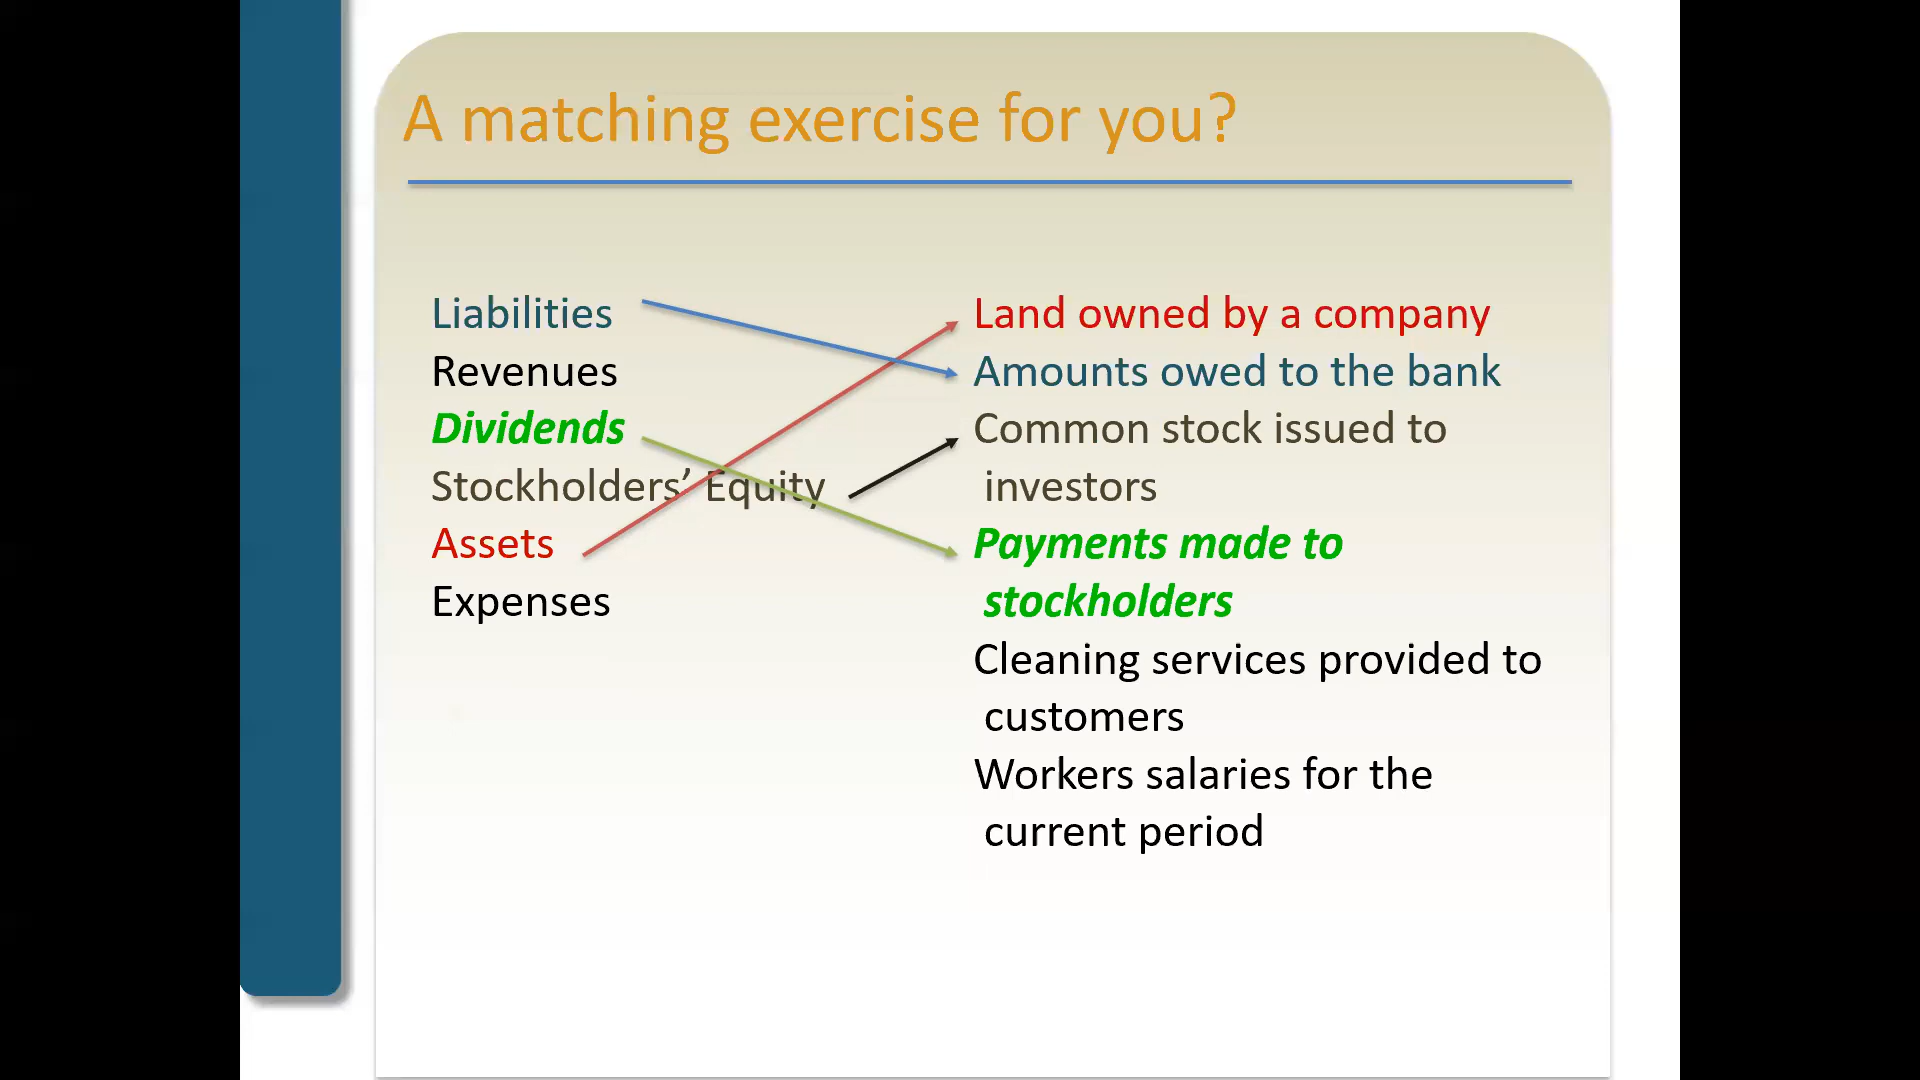 A matching exercise for you?
Liabilities
Revenues
Dividends
Stockholders’ Equity
Assets
Expenses
Land owned by a company
Amounts owed to the bank
Common stock issued to
investors
Payments made to
stockholders
Cleaning services provided to
customers
Workers salaries for the
current period